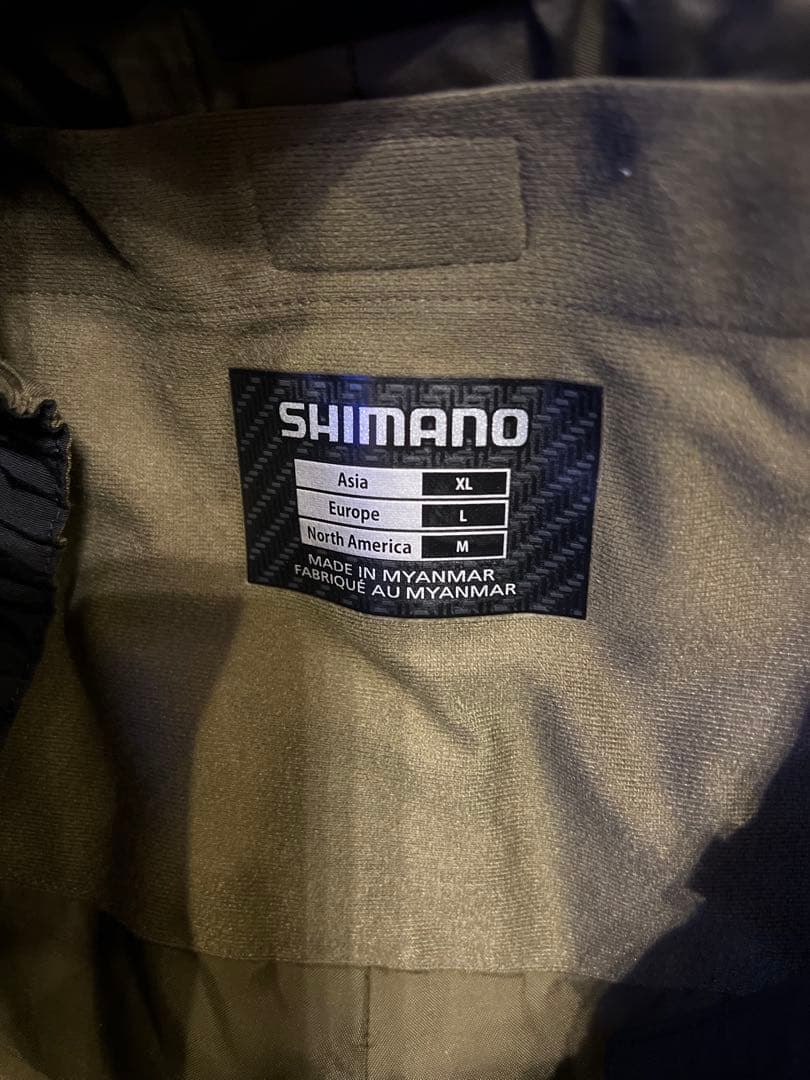 SHIMANO
Asia XL
Europe L
North America M
MADE IN MYANMAR
FABRIQUÉ AU MYANMAR